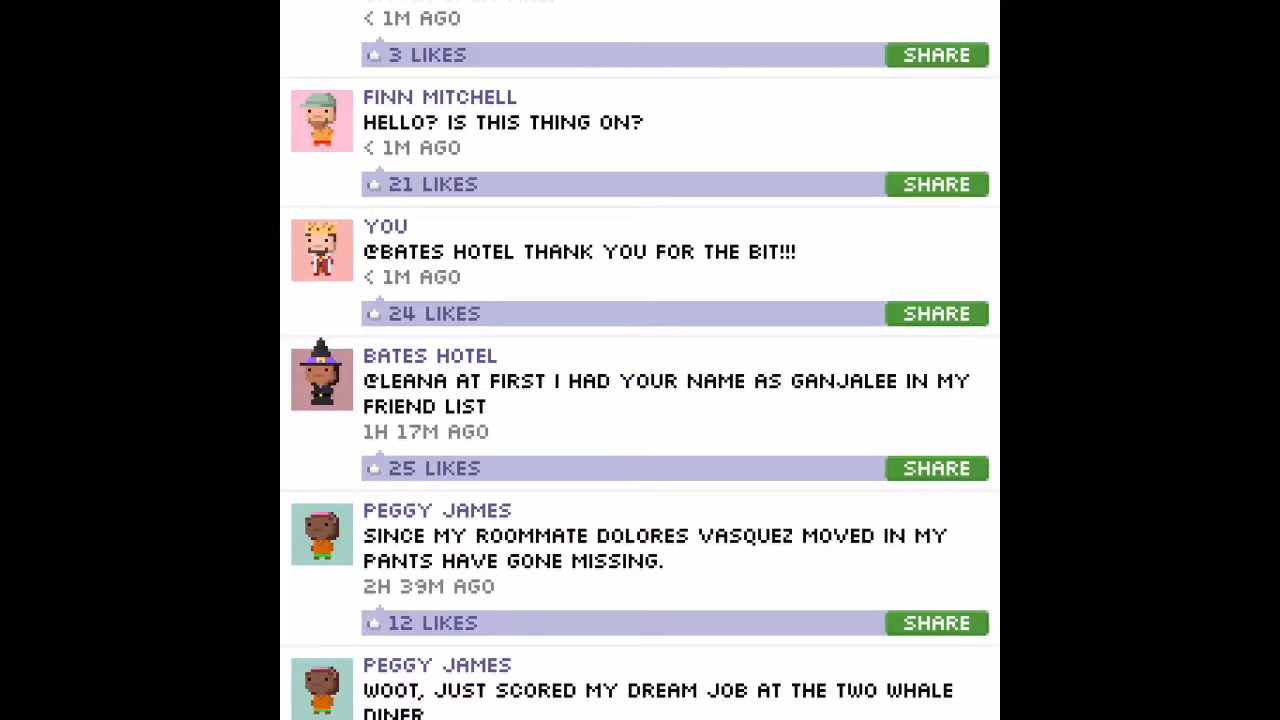 < 1M AGO
3 LIKES SHARE
FINN MITCHELL
HELLO? IS THIS THING ON?
< 1M AGO
21 LIKES SHARE
YOU
@BATES HOTEL THANK YOU FOR THE BIT!!!
< 1M AGO
24 LIKES SHARE
BATES HOTEL
@LEANA AT FIRST I HAD YOUR NAME AS GANJALEE IN MY
FRIEND LIST
1H 17M AGO
25 LIKES SHARE
PEGGY JAMES
SINCE MY ROOMMATE DOLORES VASQUEZ MOVED IN MY
PANTS HAVE GONE MISSING.
2H 39M AGO
12 LIKES SHARE
PEGGY JAMES
WOOT, JUST SCORED MY DREAM JOB AT THE TWO WHALE
DINER